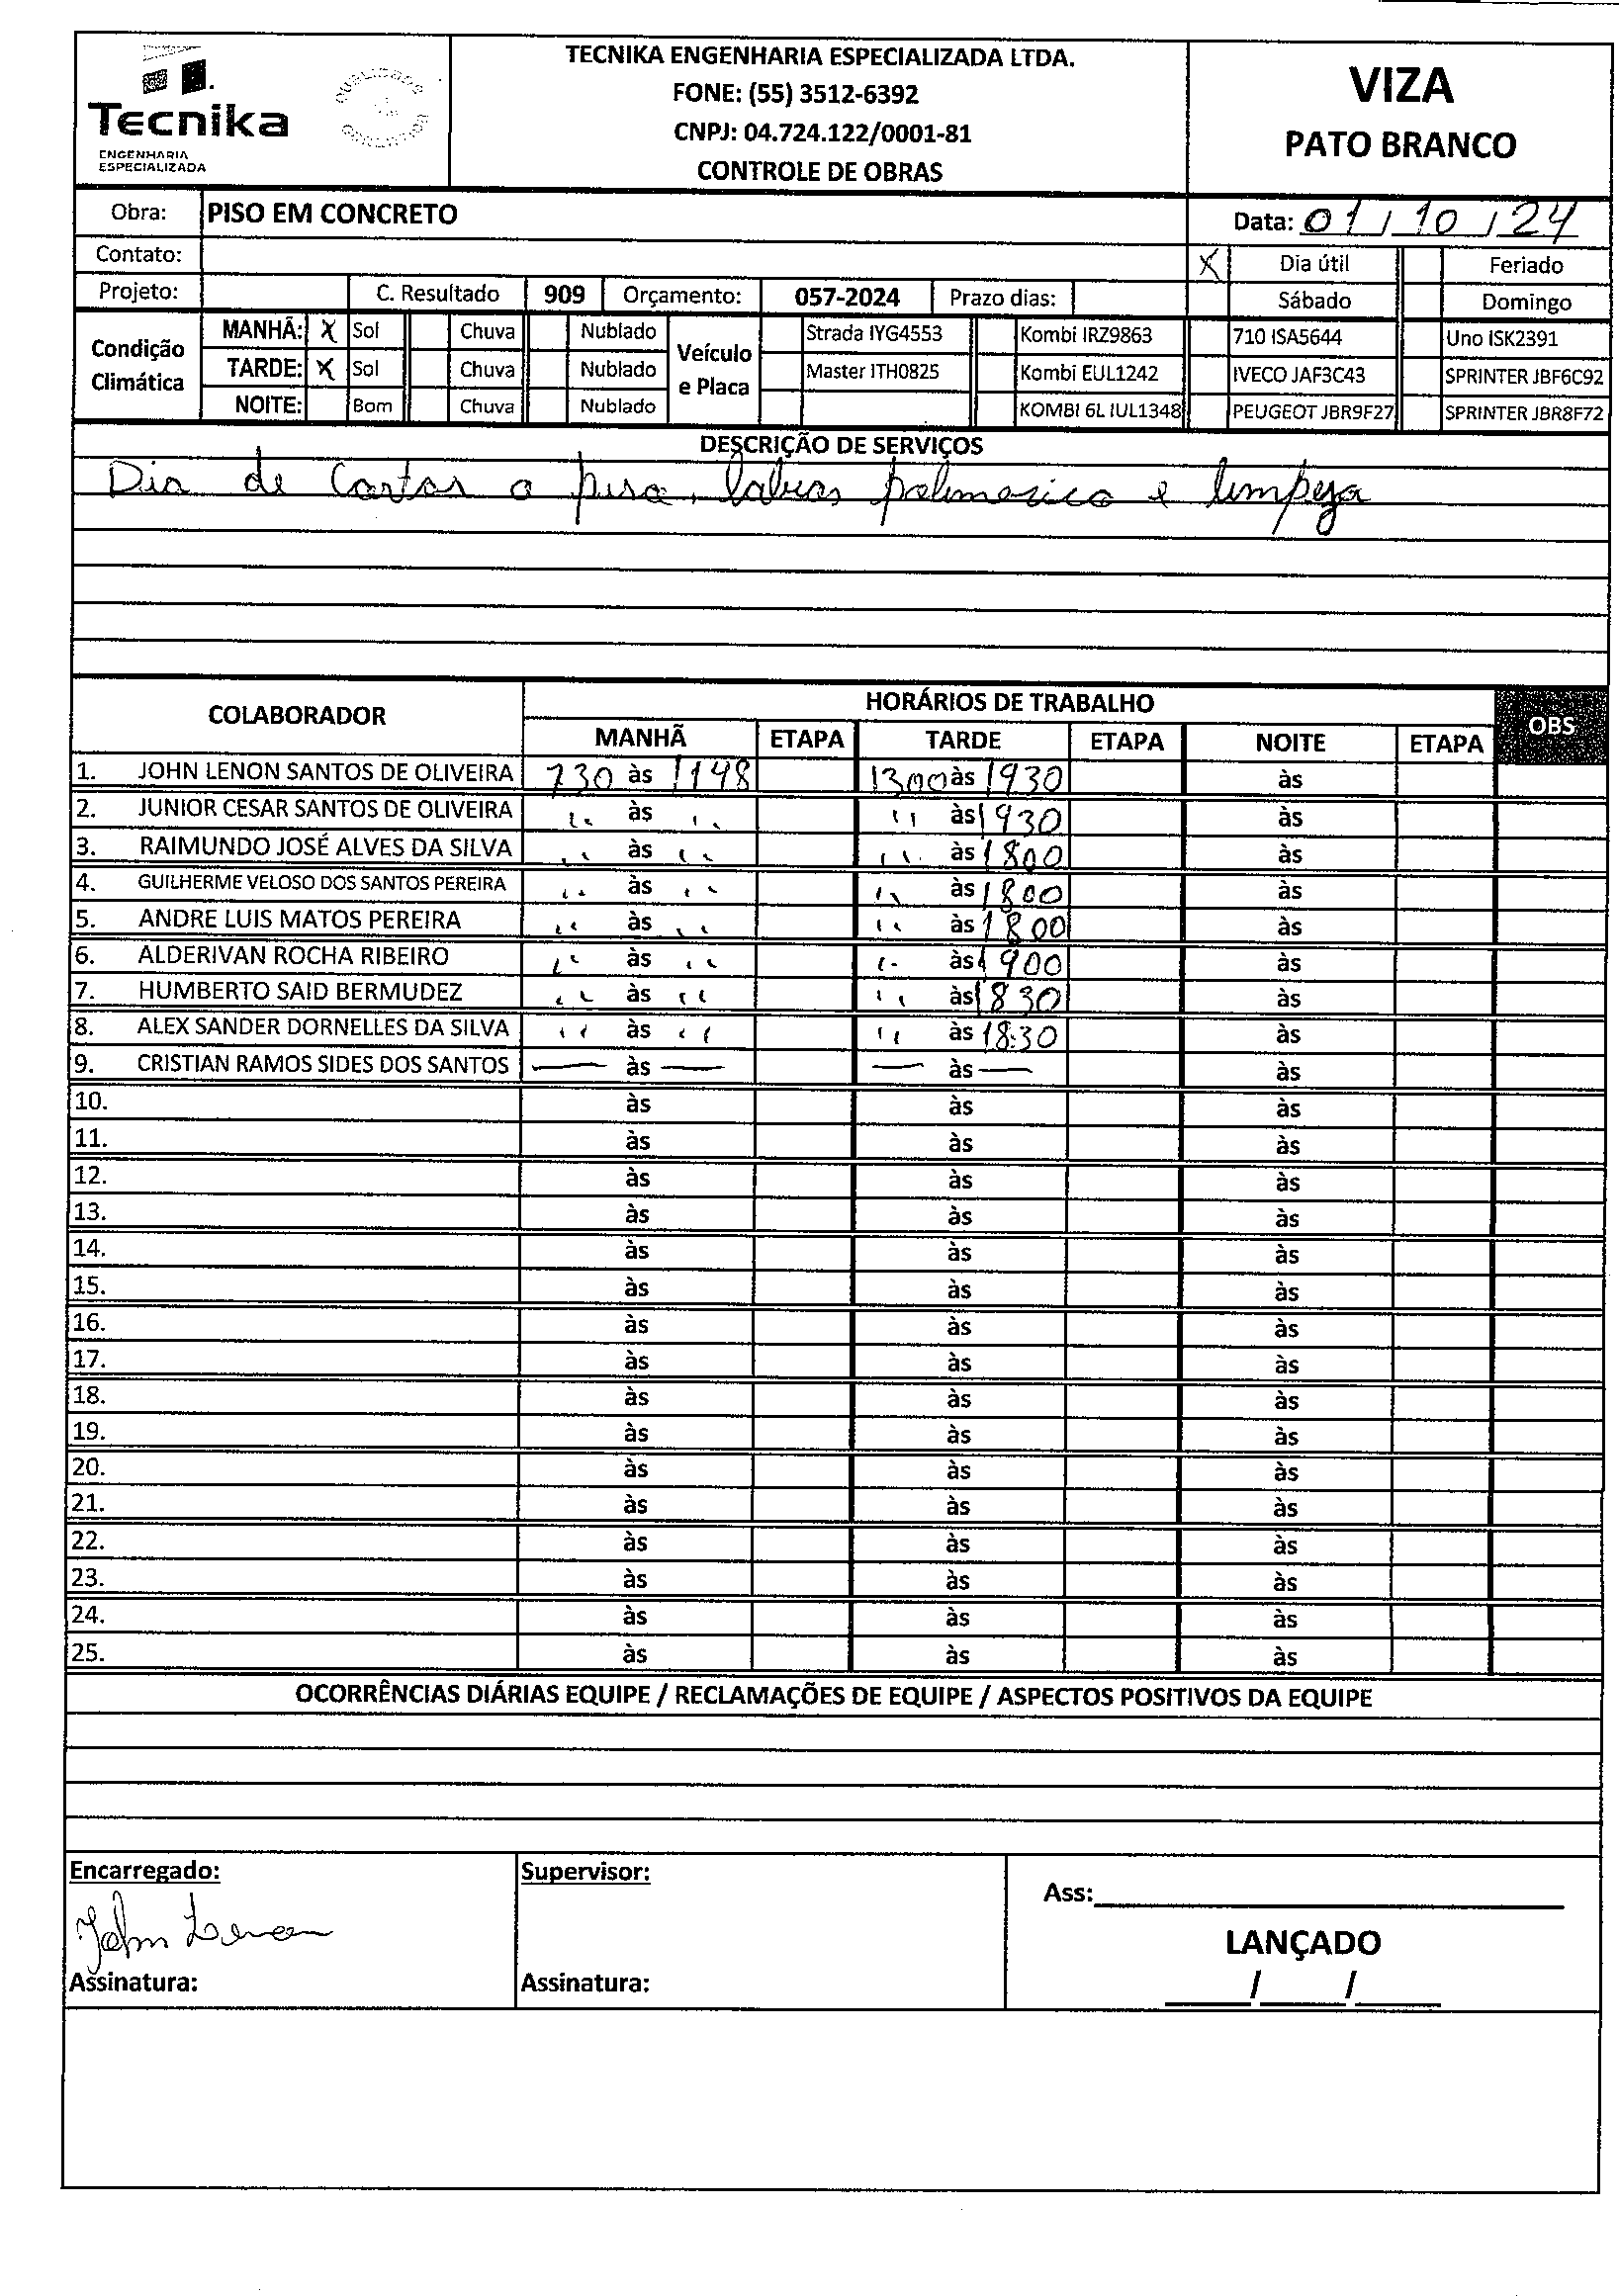 Tecnika
ENGENHARIA
ESPECIALIZADA
TECNIKA ENGENHARIA ESPECIALIZADA LTDA.
FONE: (55) 3512-6392
CNPJ: 04.724.122/0001-81
CONTROLE DE OBRAS
VIZA
PATO BRANCO
Obra: PISO EM CONCRETO
Data: 01/10/24
Contato:
X Dia útil Feriado
Projeto: C. Resultado 909 Orçamento: 057-2024 Prazo dias: Sábado Domingo
Condição Climática
MANHÃ: X Sol Chuva Nublado
TARDE: X Sol Chuva Nublado
NOITE: Bom Chuva Nublado
Veículo e Placa
Strada IYG4553 Kombi IRZ9863 710 ISA5644 Uno ISK2391
Master ITH0825 Kombi EUL1242 IVECO JAF3C43 SPRINTER JBF6C92
KOMBI 6L IUL1348 PEUGEOT JBR9F27 SPRINTER JBR8F72
DESCRIÇÃO DE SERVIÇOS
Dia de Cortar o piso, polimerico e limpeza
COLABORADOR HORÁRIOS DE TRABALHO OBS
MANHÃ ETAPA TARDE ETAPA NOITE ETAPA
1. JOHN LENON SANTOS DE OLIVEIRA 730 às 1148 1300 às 1930 às
2. JUNIOR CESAR SANTOS DE OLIVEIRA " às " " às 1930 às
3. RAIMUNDO JOSÉ ALVES DA SILVA " às " " às 1800 às
4. GUILHERME VELOSO DOS SANTOS PEREIRA " às " " às 1800 às
5. ANDRE LUIS MATOS PEREIRA " às " " às 1800 às
6. ALDERIVAN ROCHA RIBEIRO " às " " às 1900 às
7. HUMBERTO SAID BERMUDEZ " às " " às 1830 às
8. ALEX SANDER DORNELLES DA SILVA " às " " às 18:30 às
9. CRISTIAN RAMOS SIDES DOS SANTOS — às — — às — às
10. às às às
11. às às às
12. às às às
13. às às às
14. às às às
15. às às às
16. às às às
17. às às às
18. às às às
19. às às às
20. às às às
21. às às às
22. às às às
23. às às às
24. às às às
25. às às às
OCORRÊNCIAS DIÁRIAS EQUIPE / RECLAMAÇÕES DE EQUIPE / ASPECTOS POSITIVOS DA EQUIPE
Encarregado: Supervisor:
Ass:
John Lenon
LANÇADO
Assinatura: Assinatura:
___/___/___